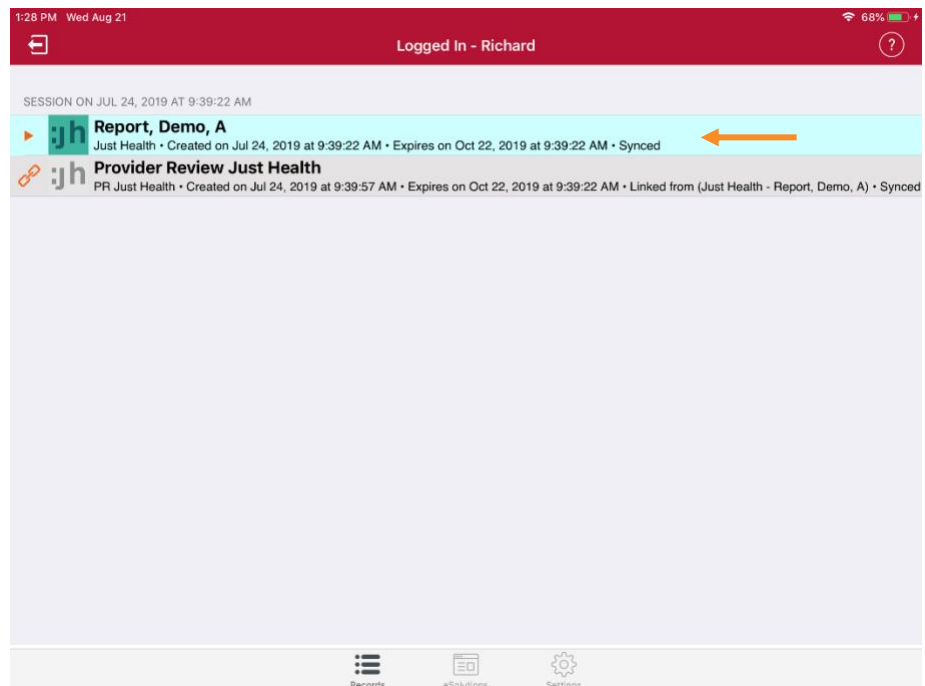 1:28 PM Wed Aug 21 68%
Logged In - Richard ?
SESSION ON JUL 24, 2019 AT 9:39:22 AM
:jh Report, Demo, A
Just Health • Created on Jul 24, 2019 at 9:39:22 AM • Expires on Oct 22, 2019 at 9:39:22 AM • Synced
:jh Provider Review Just Health
PR Just Health • Created on Jul 24, 2019 at 9:39:57 AM • Expires on Oct 22, 2019 at 9:39:22 AM • Linked from (Just Health - Report, Demo, A) • Synced
Records eSolutions Settings